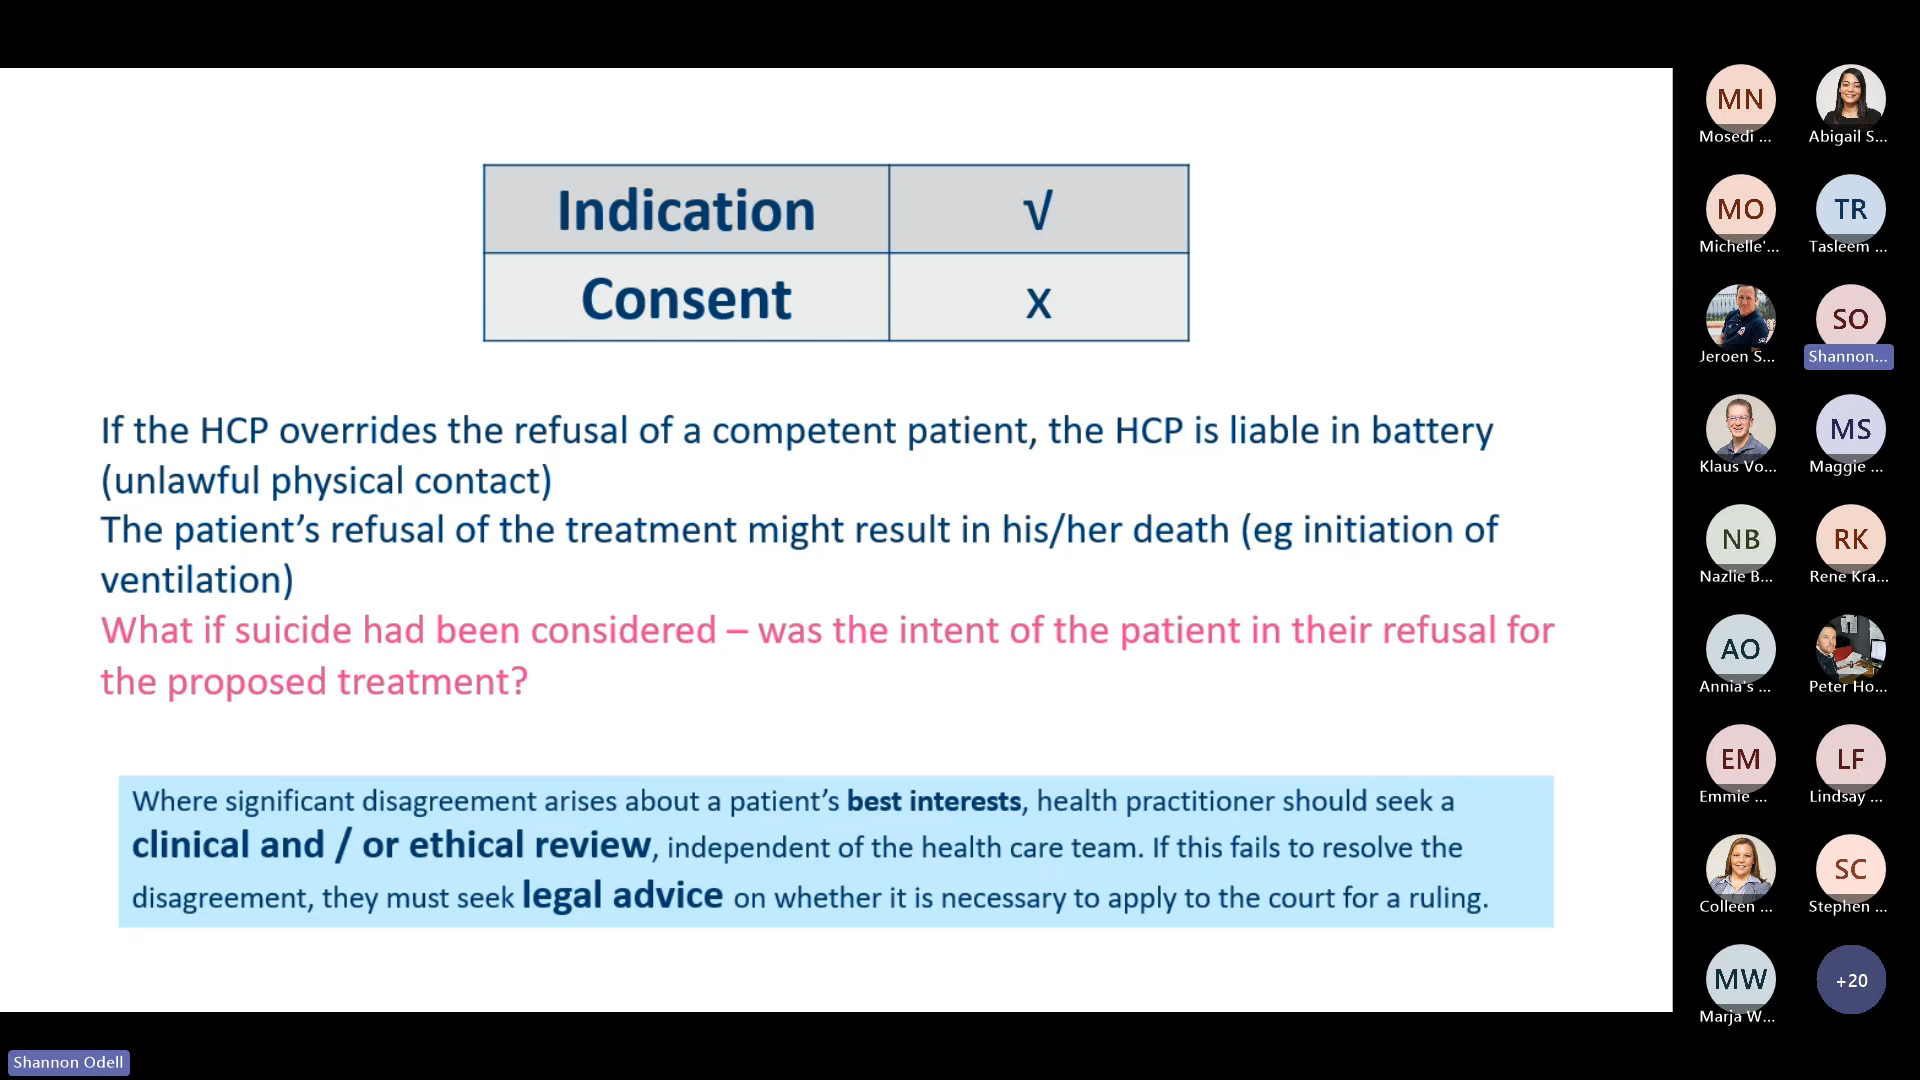 Indication √
Consent x
If the HCP overrides the refusal of a competent patient, the HCP is liable in battery
(unlawful physical contact)
The patient’s refusal of the treatment might result in his/her death (eg initiation of
ventilation)
What if suicide had been considered – was the intent of the patient in their refusal for
the proposed treatment?
Where significant disagreement arises about a patient’s best interests, health practitioner should seek a
clinical and / or ethical review, independent of the health care team. If this fails to resolve the
disagreement, they must seek legal advice on whether it is necessary to apply to the court for a ruling.
MN
Mosedi ... Abigail S...
MO TR
Michelle'... Tasleem ...
SO
Jeroen S... Shannon...
MS
Klaus Vo... Maggie ...
NB RK
Nazlie B... Rene Kra...
AO
Annia's ... Peter Ho...
EM LF
Emmie ... Lindsay ...
SC
Colleen ... Stephen ...
MW +20
Marja W...
Shannon Odell